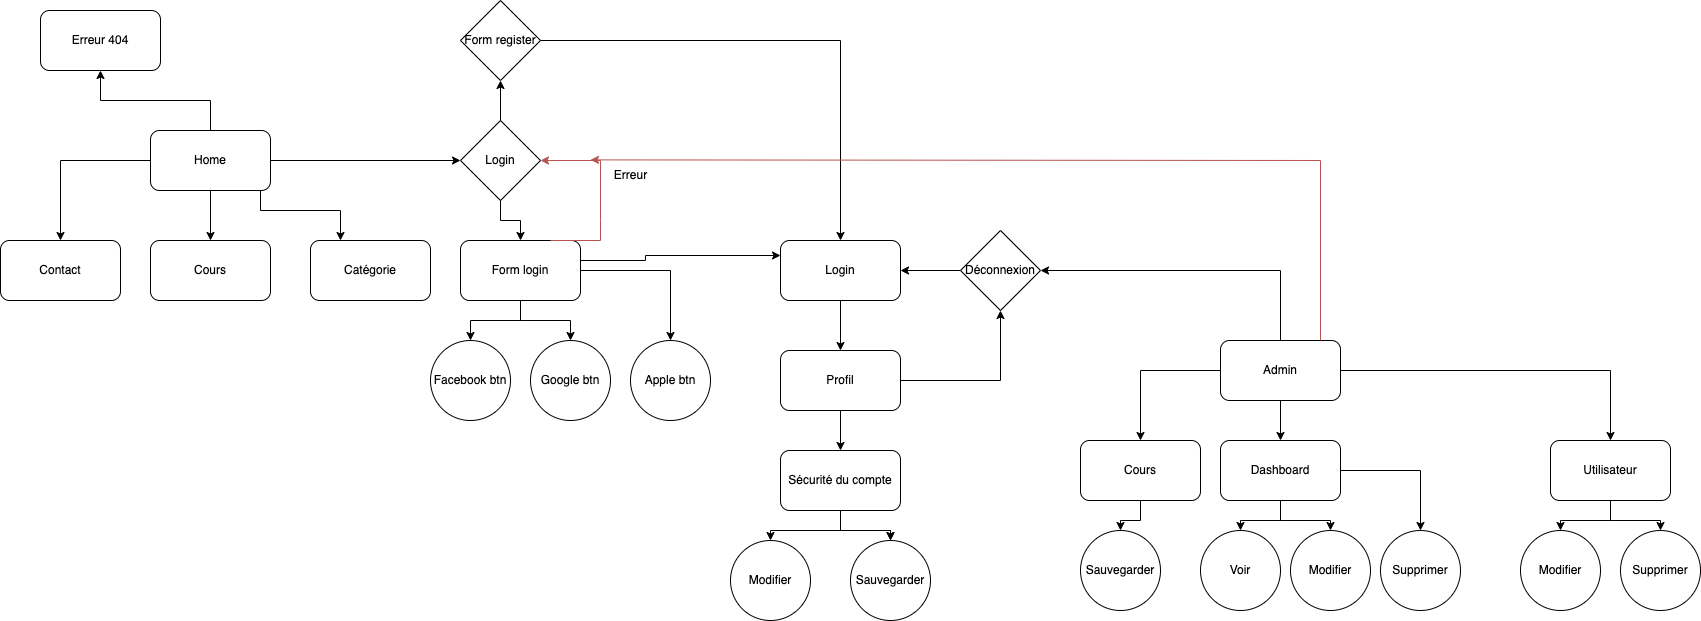 Erreur 404
Form register
Home
Login
Erreur
Contact
Cours
Catégorie
Form login
Login
Déconnexion
Facebook btn
Google btn
Apple btn
Profil
Admin
Sécurité du compte
Cours
Dashboard
Utilisateur
Modifier
Sauvegarder
Sauvegarder
Voir
Modifier
Supprimer
Modifier
Supprimer